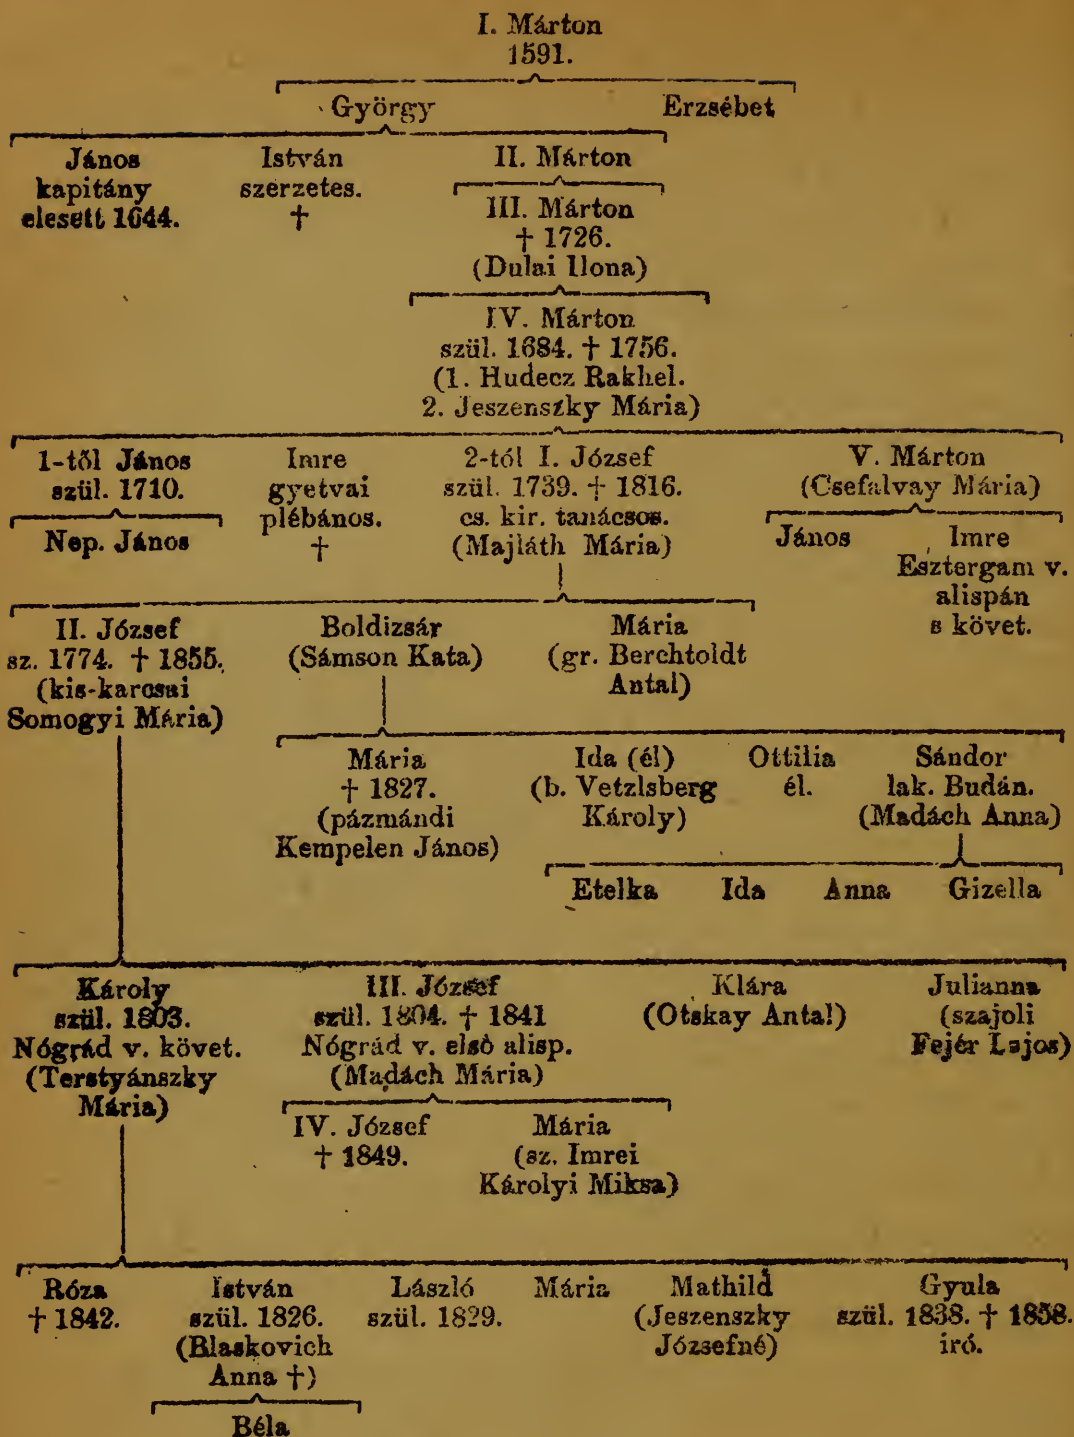 I. Márton
1591.
György Erzsébet
János István II. Márton
kapitány szerzetes.
elesett 1644. †
III. Márton
† 1726.
(Dulai Ilona)
IV. Márton
szül. 1684. † 1756.
(1. Hudecz Rakhel.
2. Jeszenszky Mária)
1-től János Imre 2-tól I. József V. Márton
szül. 1710. gyetvai szül. 1739. † 1816. (Csefalvay Mária)
plébános. cs. kir. tanácsos.
Nep. János † (Majláth Mária) János Imre
Esztergam v.
alispán
s követ.
II. József Boldizsár Mária
sz. 1774. † 1855. (Sámson Kata) (gr. Berchtoldt
(kis-karcsai Antal)
Somogyi Mária)
Mária Ida (él) Ottilia Sándor
† 1827. (b. Vetzlsberg él. lak. Budán.
(pázmándi Károly) (Madách Anna)
Kempelen János)
Etelka Ida Anna Gizella
Károly III. József Klára Julianna
szül. 1803. szül. 1804. † 1841 (Otskay Antal) (szajoli
Nógrád v. követ. Nógrád v. elsò alisp. Fejér Lajos)
(Terstyánszky (Madách Mária)
Mária)
IV. József Mária
† 1849. (sz. Imrei
Károlyi Miksa)
Róza István László Mária Mathild Gyula
† 1842. szül. 1826. szül. 1829. (Jeszenszky szül. 1838. † 1858.
(Blaskovich Józsefné) iró.
Anna †)
Béla